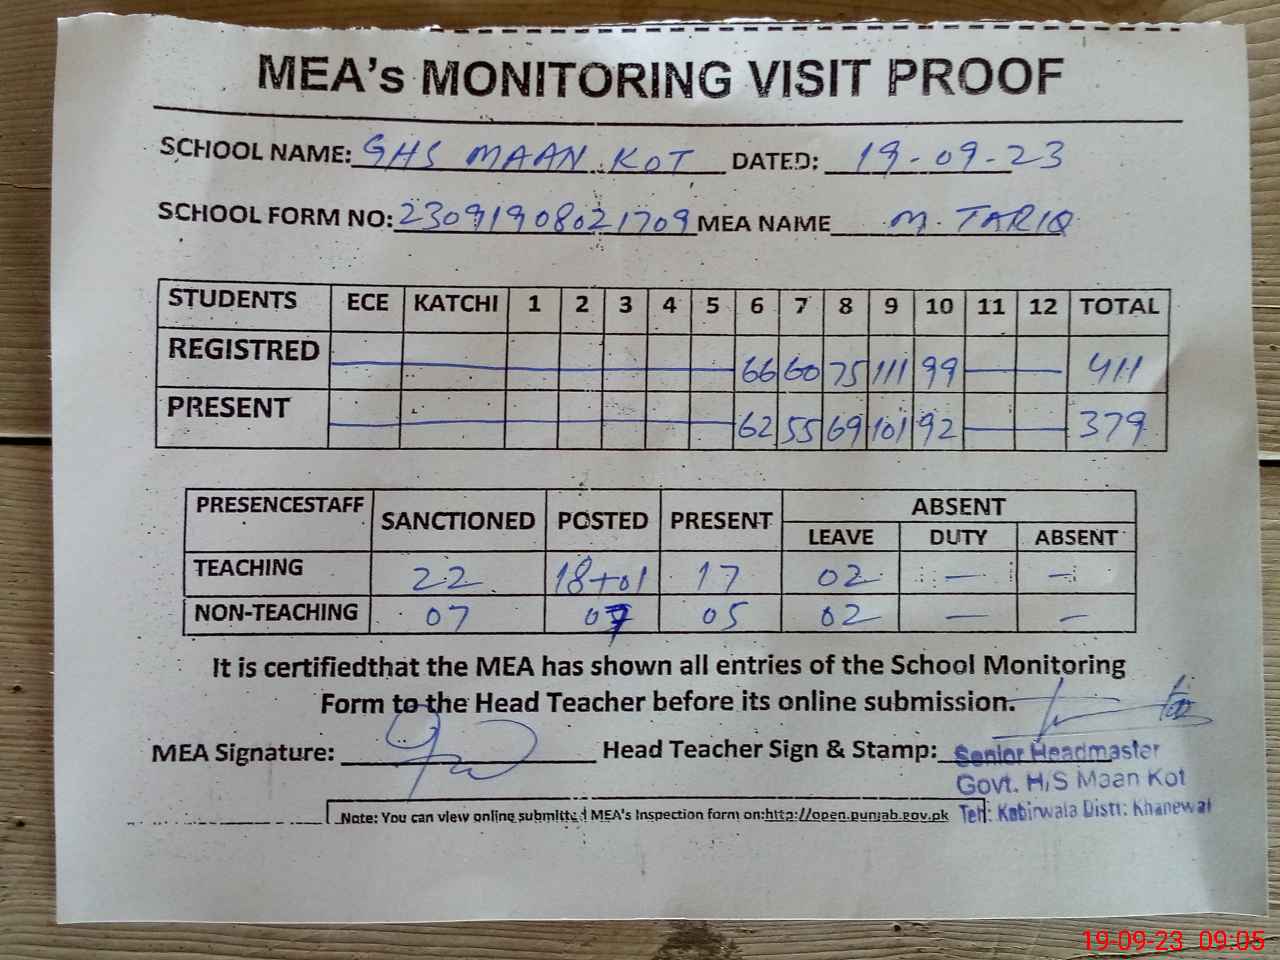 MEA's MONITORING VISIT PROOF
SCHOOL NAME: GHS MAAN KOT DATED: 19-09-23
SCHOOL FORM NO: 23091908021709 MEA NAME M. TARIQ
STUDENTS ECE KATCHI 1 2 3 4 5 6 7 8 9 10 11 12 TOTAL
REGISTRED 66 60 75 111 99 — 411
PRESENT 62 55 69 101 92 — 379
PRESENCESTAFF SANCTIONED POSTED PRESENT ABSENT
LEAVE DUTY ABSENT
TEACHING 22 18+01 17 02 — —
NON-TEACHING 07 07 05 02 — —
It is certifiedthat the MEA has shown all entries of the School Monitoring
Form to the Head Teacher before its online submission.
MEA Signature: Head Teacher Sign & Stamp:
Senior Headmaster
Govt. H/S Maan Kot
Teh: Kabirwala Distt: Khanewal
Note: You can view online submitted MEA's Inspection form on:http://open.punjab.gov.pk
19-09-23 09:05